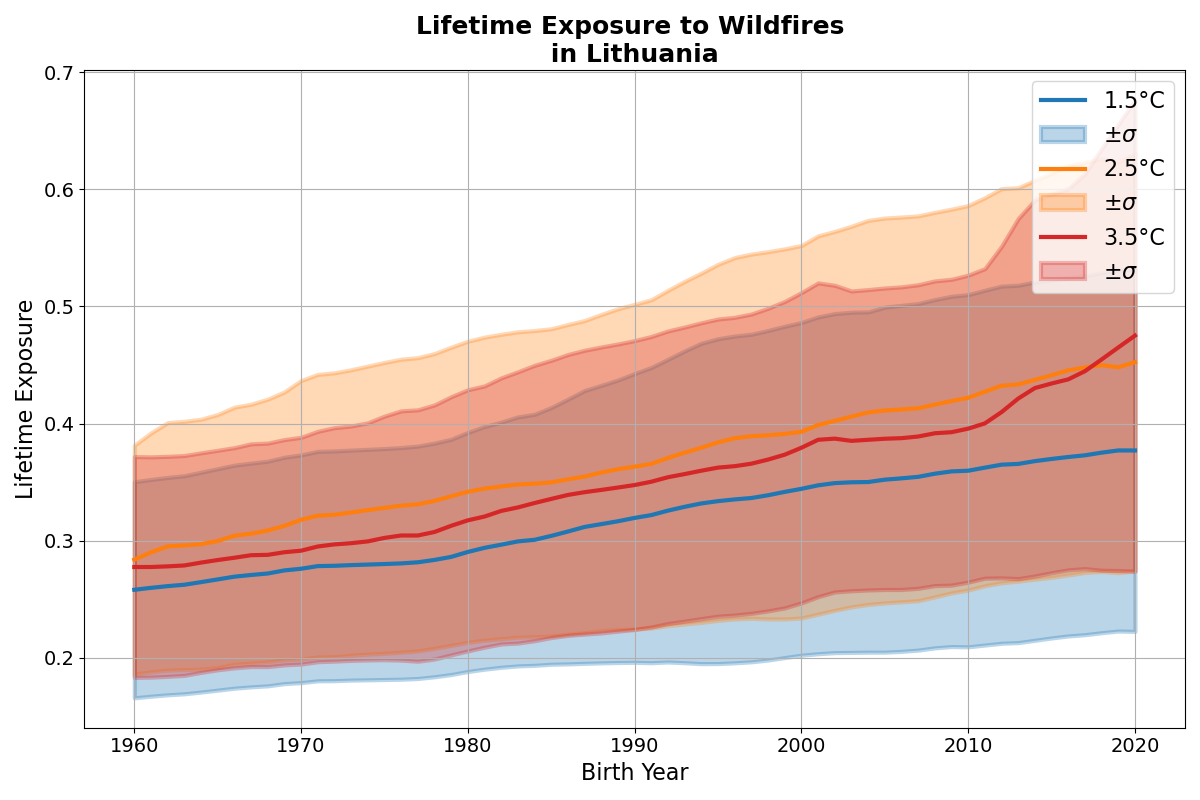 Lifetime Exposure to Wildfires
in Lithuania
0.7
0.6
0.5
0.4
0.3
0.2
Lifetime Exposure
1960
1970
1980
1990
2000
2010
2020
Birth Year
1.5°C
±σ
2.5°C
±σ
3.5°C
±σ